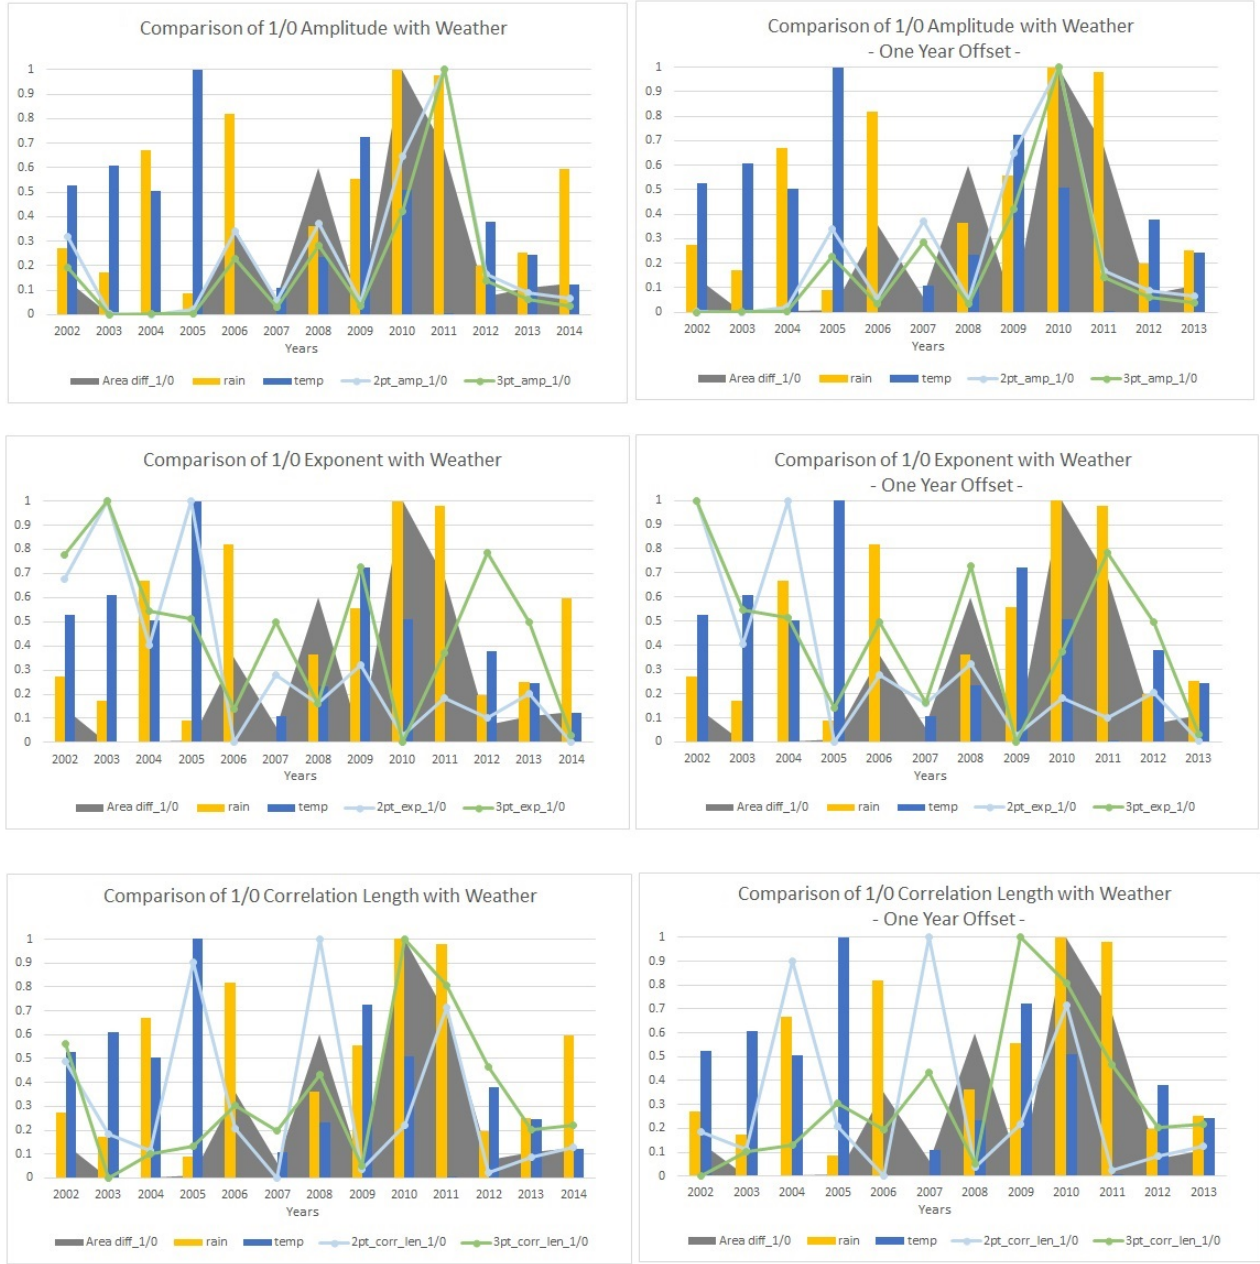 Comparison of 1/0 Amplitude with Weather
1
0.9
0.8
0.7
0.6
0.5
0.4
0.3
0.2
0.1
0
2002 2003 2004 2005 2006 2007 2008 2009 2010 2011 2012 2013 2014
Years
Area diff_1/0 rain temp 2pt_amp_1/0 3pt_amp_1/0
Comparison of 1/0 Amplitude with Weather
- One Year Offset -
1
0.9
0.8
0.7
0.6
0.5
0.4
0.3
0.2
0.1
0
2002 2003 2004 2005 2006 2007 2008 2009 2010 2011 2012 2013
Years
Area diff_1/0 rain temp 2pt_amp_1/0 3pt_amp_1/0
Comparison of 1/0 Exponent with Weather
1
0.9
0.8
0.7
0.6
0.5
0.4
0.3
0.2
0.1
0
2002 2003 2004 2005 2006 2007 2008 2009 2010 2011 2012 2013 2014
Years
Area diff_1/0 rain temp 2pt_exp_1/0 3pt_exp_1/0
Comparison of 1/0 Exponent with Weather
- One Year Offset -
1
0.9
0.8
0.7
0.6
0.5
0.4
0.3
0.2
0.1
0
2002 2003 2004 2005 2006 2007 2008 2009 2010 2011 2012 2013
Years
Area diff_1/0 rain temp 2pt_exp_1/0 3pt_exp_1/0
Comparison of 1/0 Correlation Length with Weather
1
0.9
0.8
0.7
0.6
0.5
0.4
0.3
0.2
0.1
0
2002 2003 2004 2005 2006 2007 2008 2009 2010 2011 2012 2013 2014
Years
Area diff_1/0 rain temp 2pt_corr_len_1/0 3pt_corr_len_1/0
Comparison of 1/0 Correlation Length with Weather
- One Year Offset -
1
0.9
0.8
0.7
0.6
0.5
0.4
0.3
0.2
0.1
0
2002 2003 2004 2005 2006 2007 2008 2009 2010 2011 2012 2013
Years
Area diff_1/0 rain temp 2pt_corr_len_1/0 3pt_corr_len_1/0